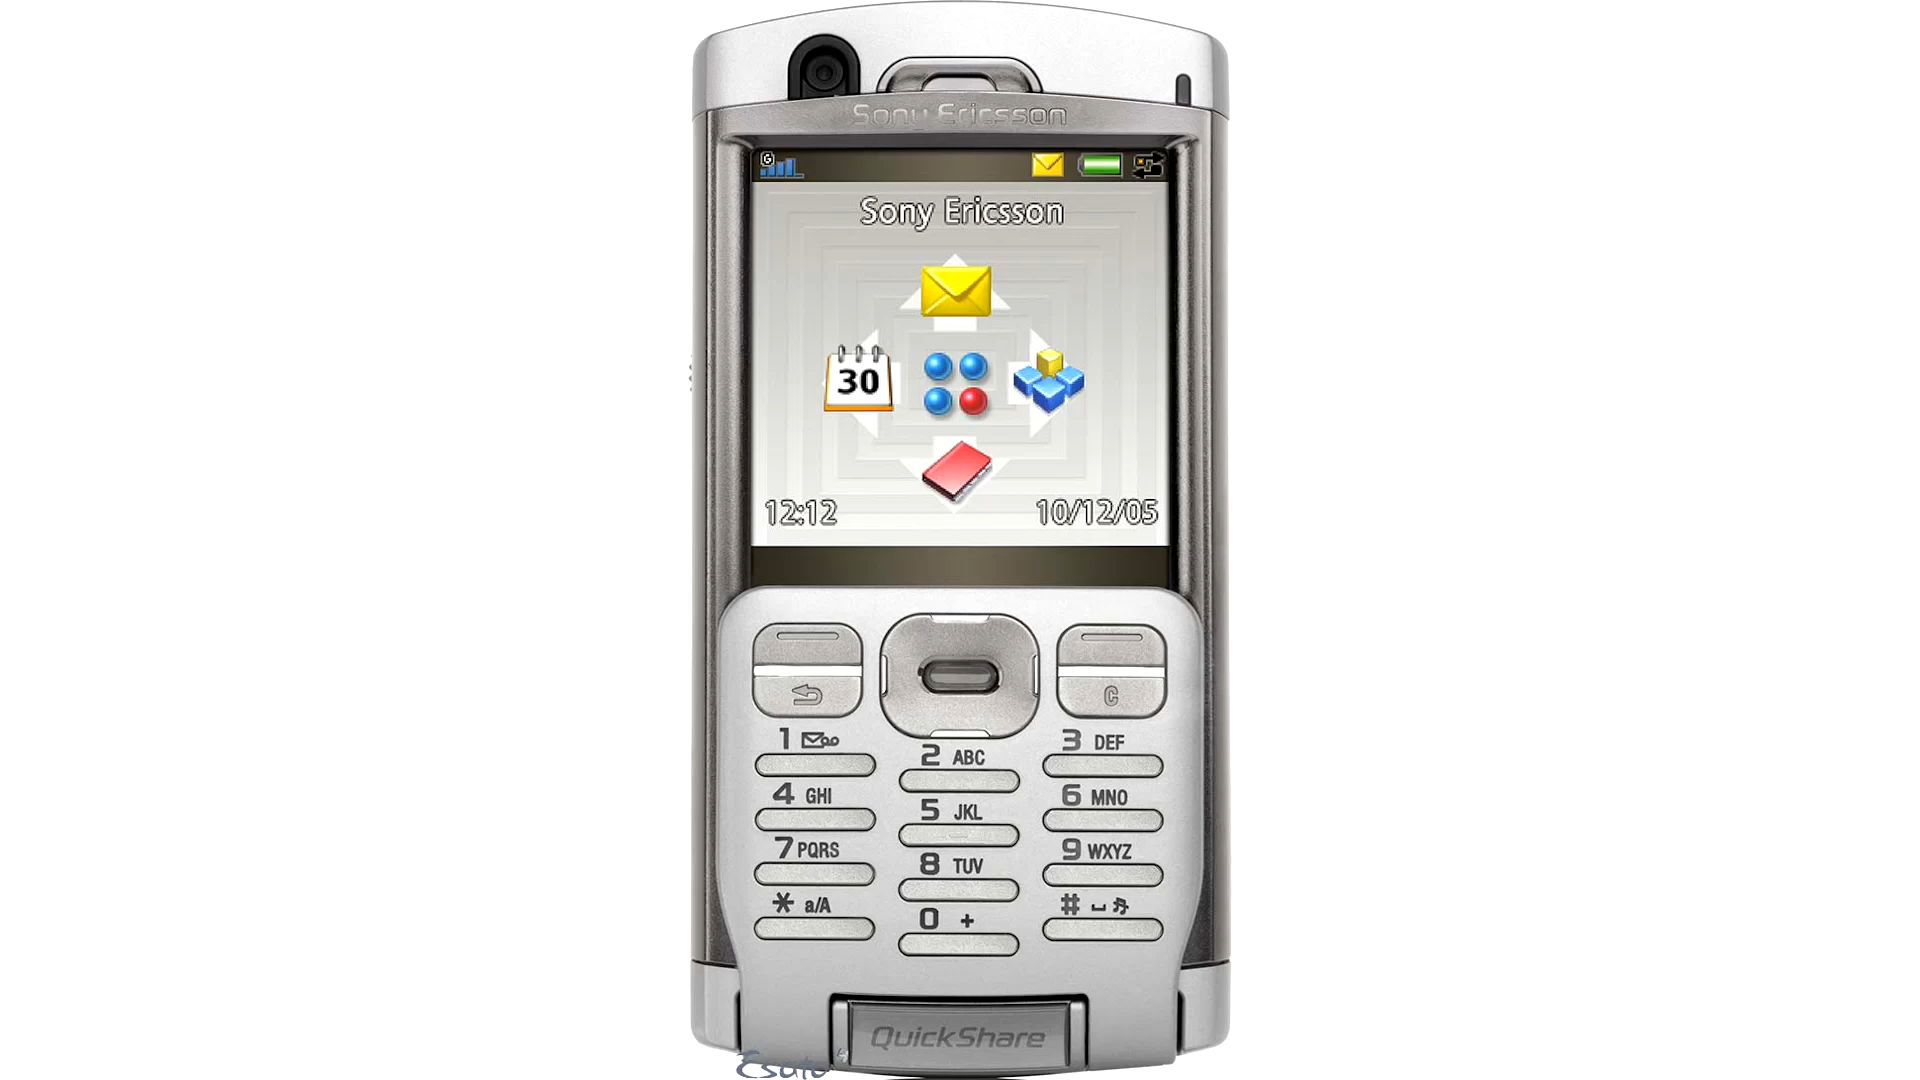 Sony Ericsson
G
Sony Ericsson
30
12:12 10/12/05
C
1
2 ABC
3 DEF
4 GHI
5 JKL
6 MNO
7 PQRS
8 TUV
9 WXYZ
* a/A
0 +
#
QuickShare
Esato